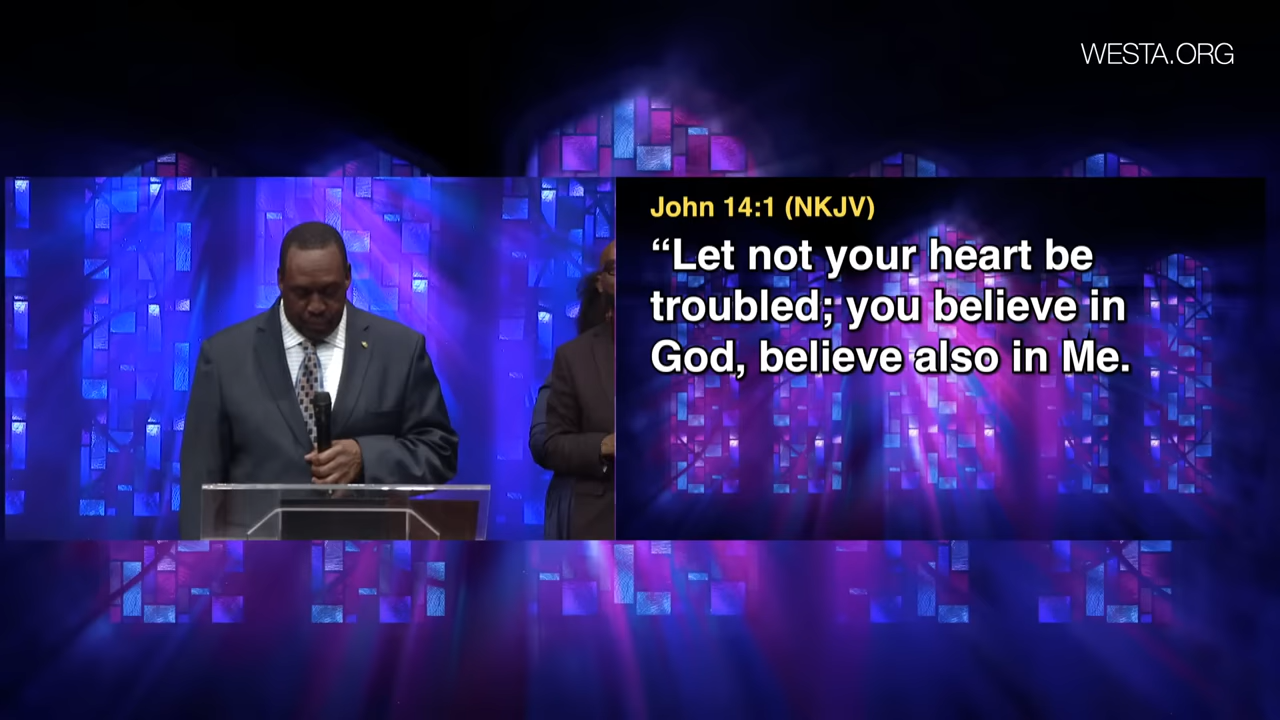 WESTA.ORG
John 14:1 (NKJV)
“Let not your heart be
troubled; you believe in
God, believe also in Me.